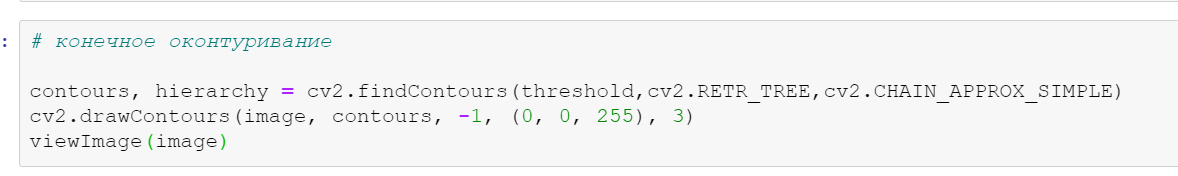 :
# конечное оконтуривание
contours, hierarchy = cv2.findContours(threshold,cv2.RETR_TREE,cv2.CHAIN_APPROX_SIMPLE)
cv2.drawContours(image, contours, -1, (0, 0, 255), 3)
viewImage(image)